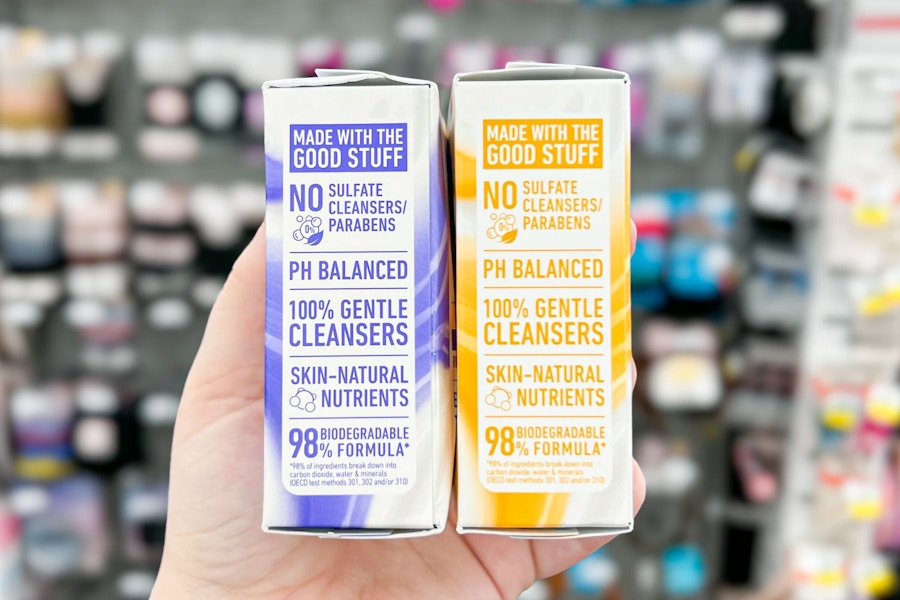 MADE WITH THE
GOOD STUFF
NO SULFATE
CLEANSERS/
PARABENS
0%
PH BALANCED
100% GENTLE
CLEANSERS
SKIN-NATURAL
NUTRIENTS
98% BIODEGRADABLE
FORMULA*
*98% of ingredients break down into
carbon dioxide, water & minerals
(OECD test methods 301, 302 and/or 310)
MADE WITH THE
GOOD STUFF
NO SULFATE
CLEANSERS/
PARABENS
0%
PH BALANCED
100% GENTLE
CLEANSERS
SKIN-NATURAL
NUTRIENTS
98% BIODEGRADABLE
FORMULA*
*98% of ingredients break down into
carbon dioxide, water & minerals
(OECD test methods 301, 302 and/or 310)